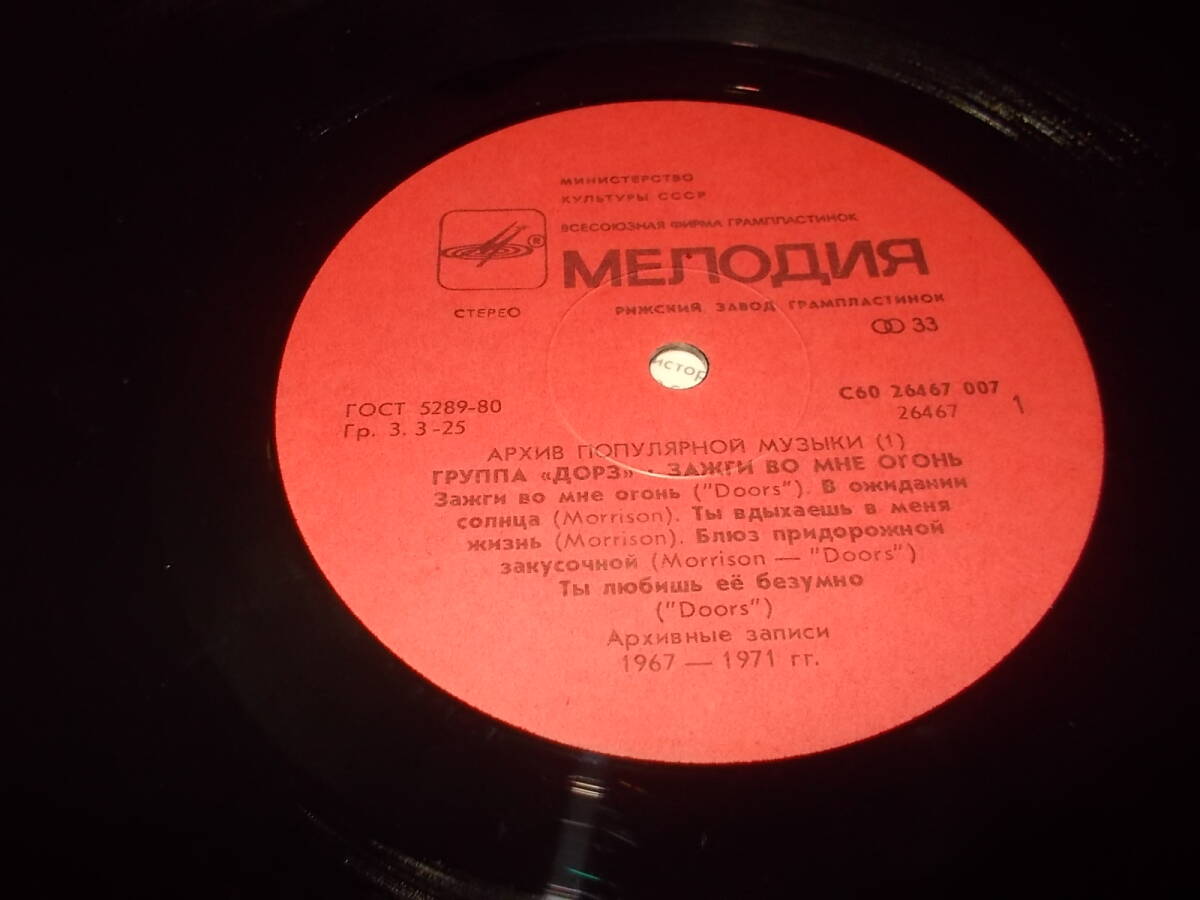 МИНИСТЕРСТВО
КУЛЬТУРЫ СССР
ВСЕСОЮЗНАЯ ФИРМА ГРАМПЛАСТИНОК
®
МЕЛОДИЯ
СТЕРЕО
РИЖСКИЙ ЗАВОД ГРАМПЛАСТИНОК
33
истор
ГОСТ 5289-80
Гр. 3. 3-25
С60 26467 007
26467
1
АРХИВ ПОПУЛЯРНОЙ МУЗЫКИ (1)
ГРУППА «ДОРЗ» · ЗАЖГИ ВО МНЕ ОГОНЬ
Зажги во мне огонь ("Doors"). В ожидании
солнца (Morrison). Ты вдыхаешь в меня
жизнь (Morrison). Блюз придорожной
закусочной (Morrison — "Doors")
Ты любишь её безумно
("Doors")
Архивные записи
1967 — 1971 гг.